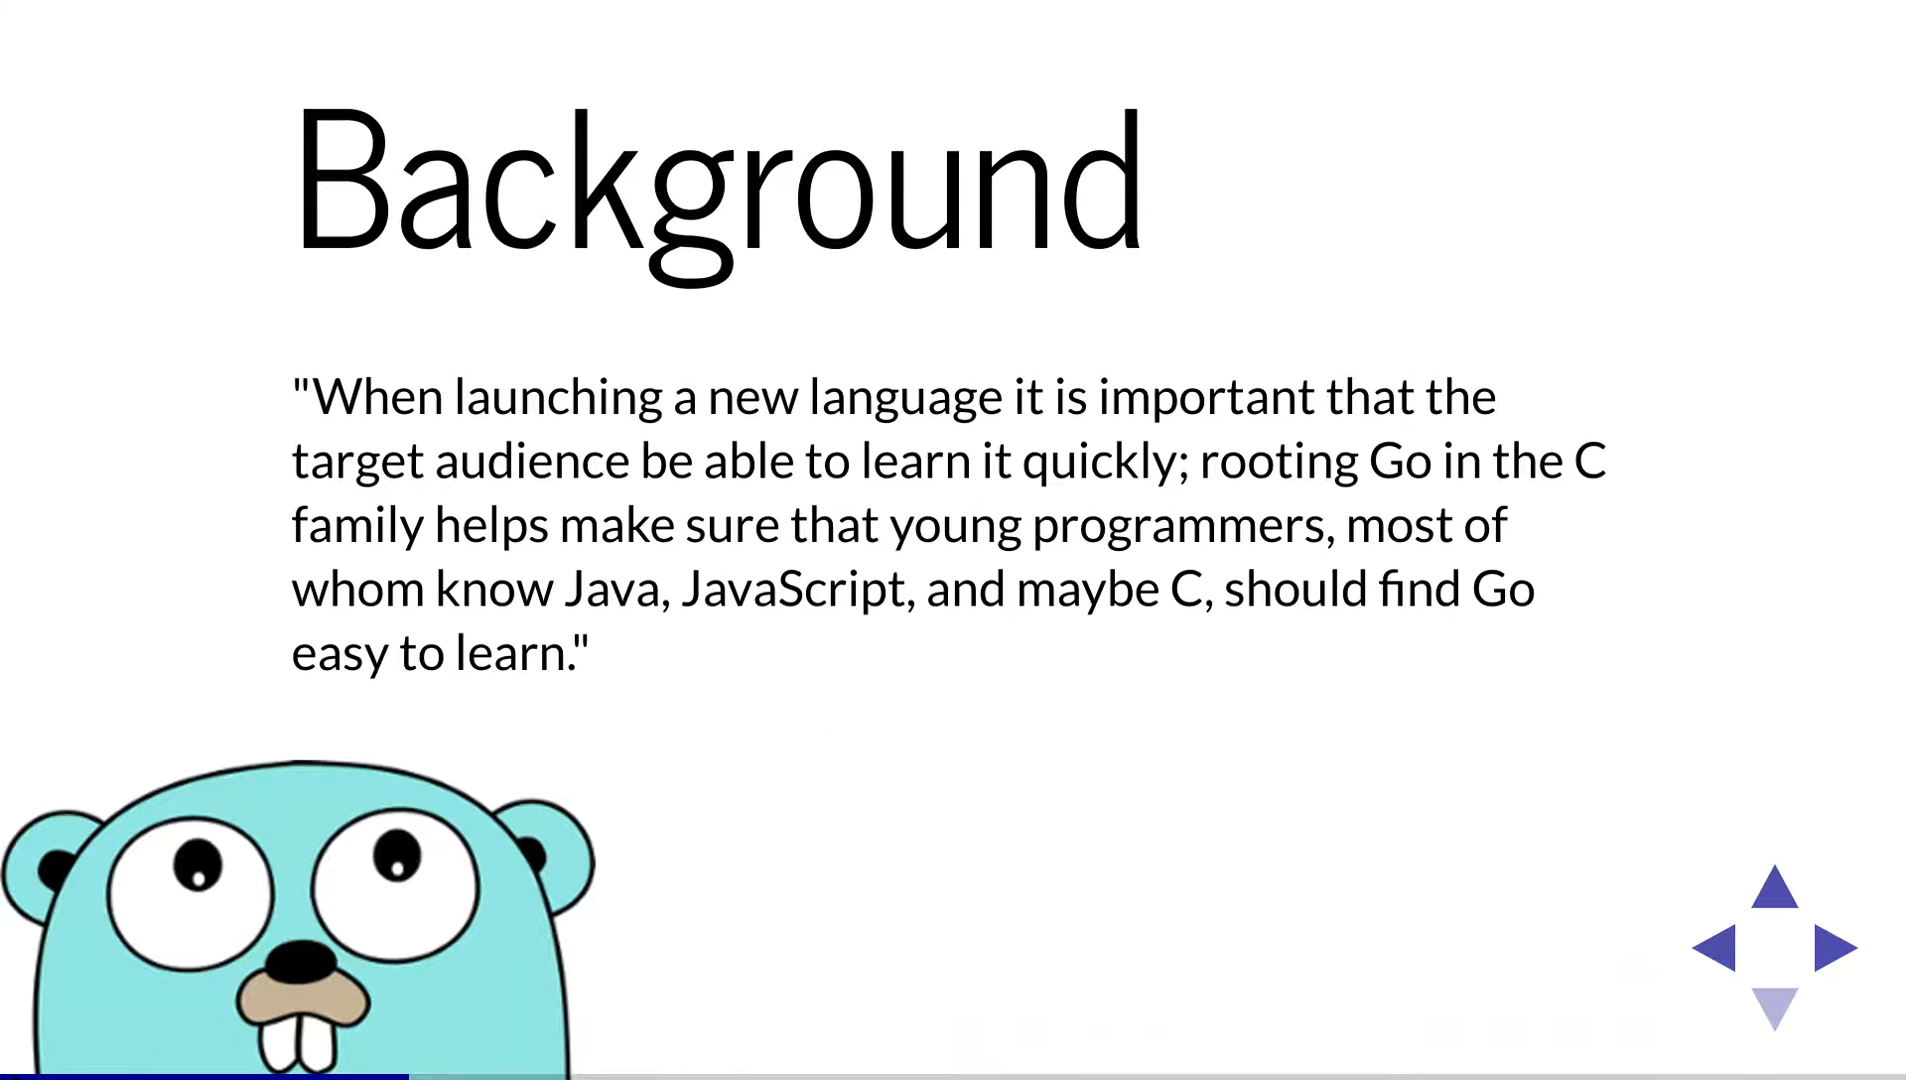 Background
"When launching a new language it is important that the
target audience be able to learn it quickly; rooting Go in the C
family helps make sure that young programmers, most of
whom know Java, JavaScript, and maybe C, should find Go
easy to learn."